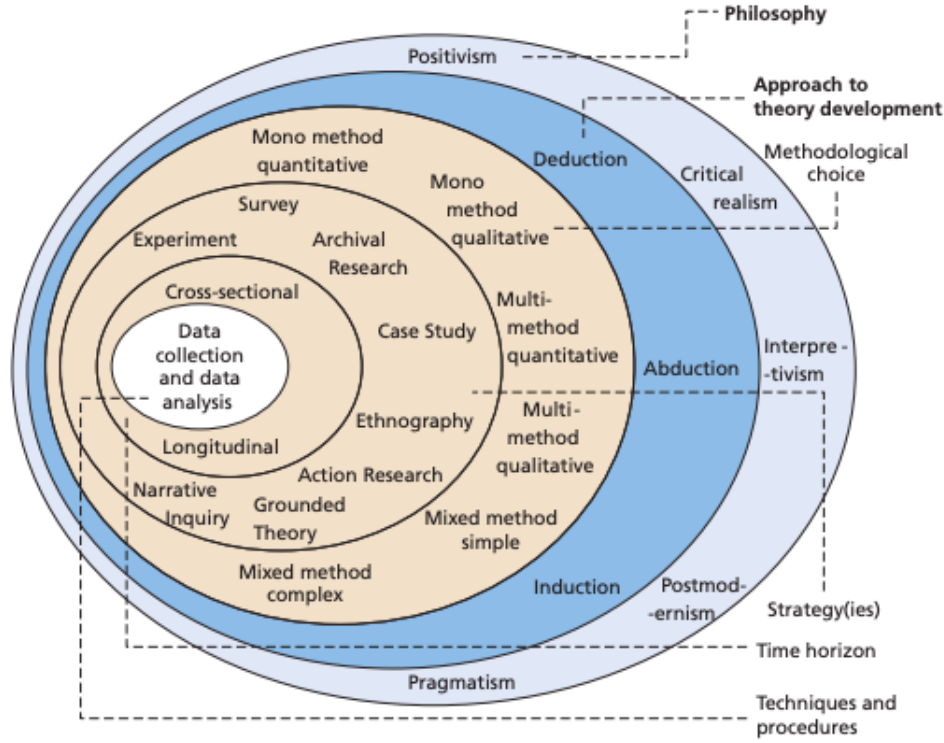 Philosophy
Positivism
Approach to
theory development
Mono method
quantitative
Deduction
Methodological
choice
Critical
realism
Mono
method
qualitative
Survey
Experiment
Archival
Research
Cross-sectional
Multi-
method
quantitative
Data
collection
and data
analysis
Case Study
Abduction
Interpre -
-tivism
Ethnography
Multi-
method
qualitative
Longitudinal
Action Research
Narrative
Inquiry
Grounded
Theory
Mixed method
simple
Mixed method
complex
Induction
Postmod-
-ernism
Strategy(ies)
Time horizon
Pragmatism
Techniques and
procedures